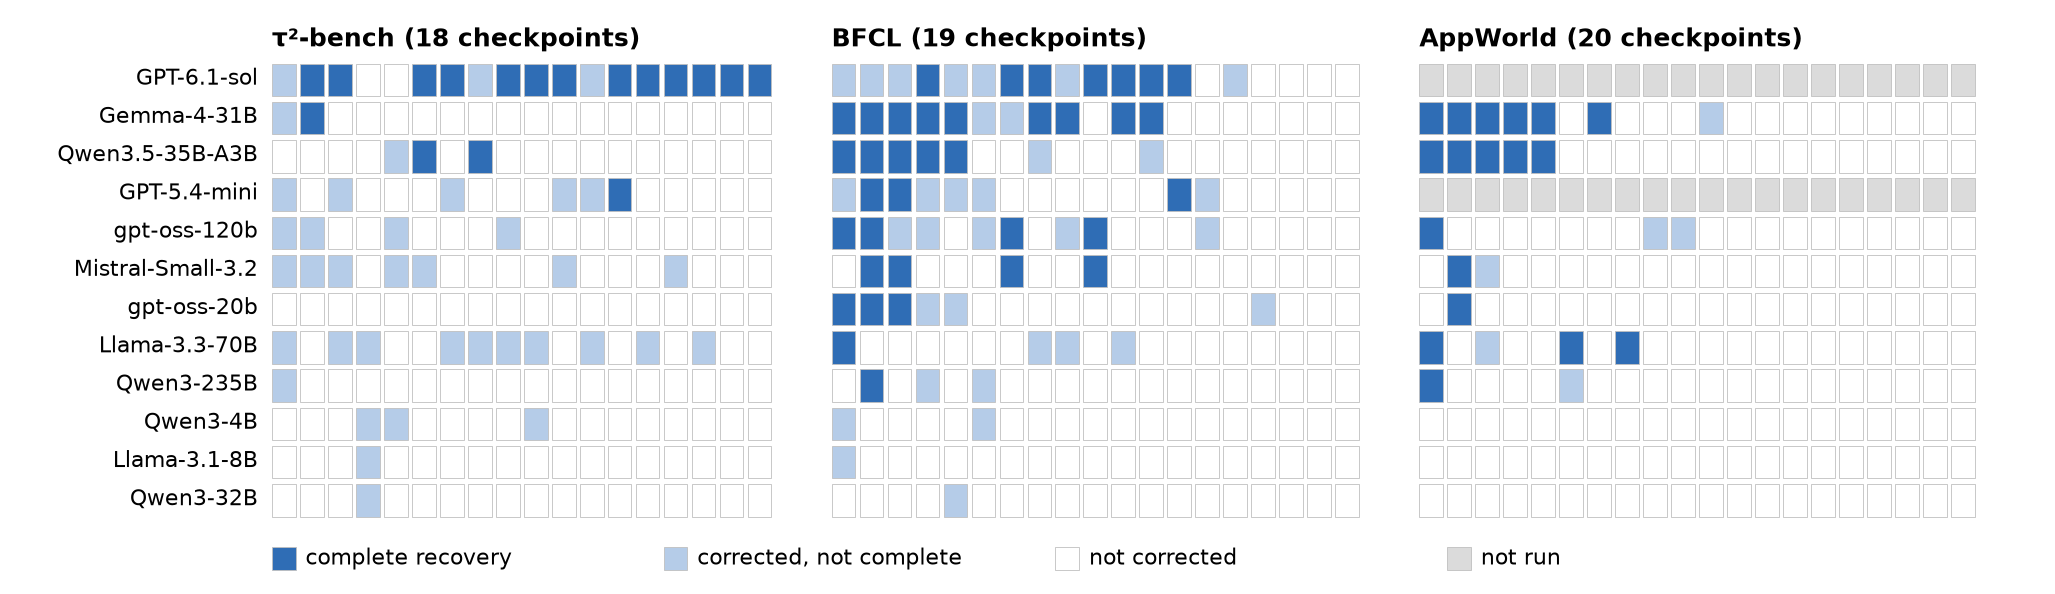 τ²-bench (18 checkpoints)
BFCL (19 checkpoints)
AppWorld (20 checkpoints)
GPT-6.1-sol
Gemma-4-31B
Qwen3.5-35B-A3B
GPT-5.4-mini
gpt-oss-120b
Mistral-Small-3.2
gpt-oss-20b
Llama-3.3-70B
Qwen3-235B
Qwen3-4B
Llama-3.1-8B
Qwen3-32B
complete recovery
corrected, not complete
not corrected
not run